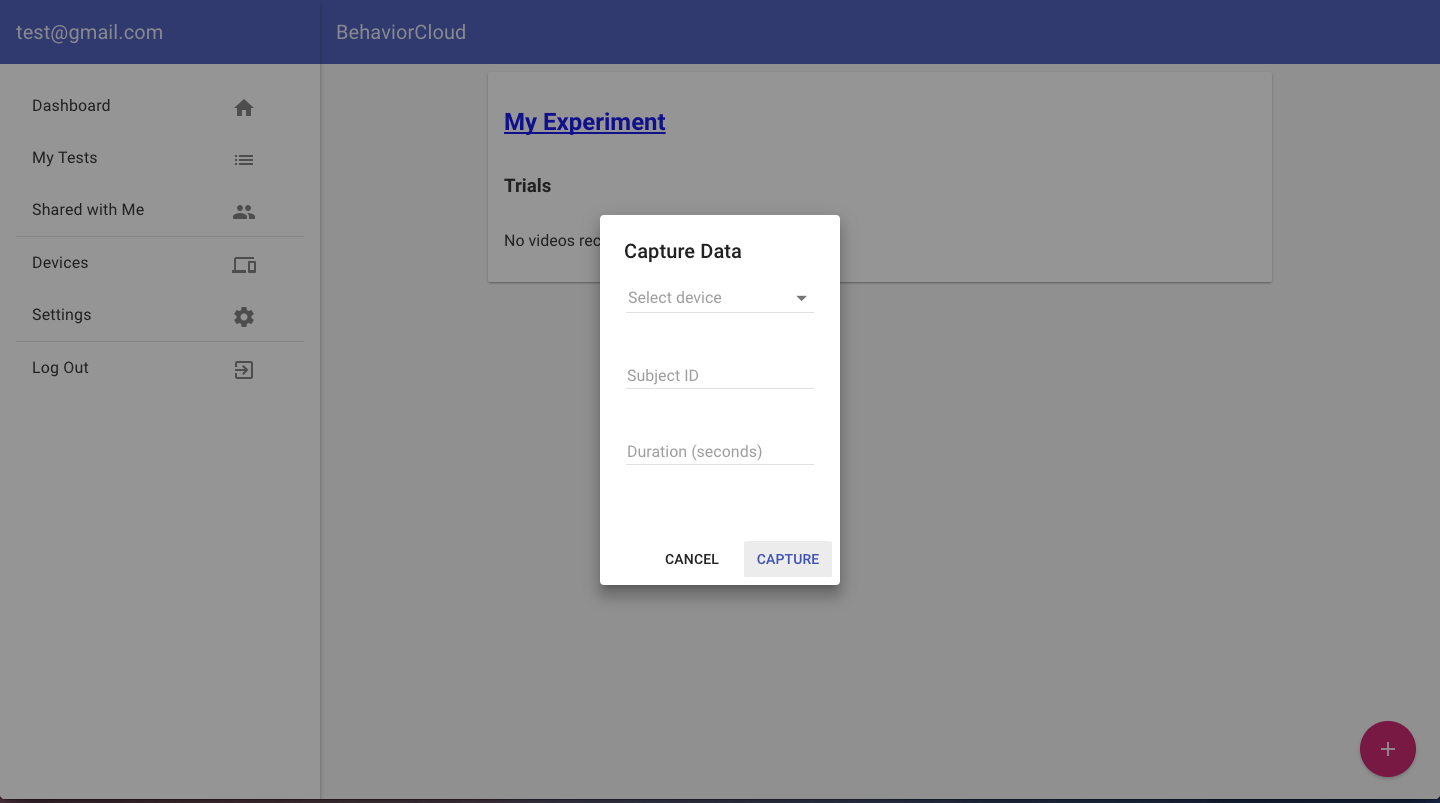 test@gmail.com
BehaviorCloud
Dashboard
My Tests
Shared with Me
Devices
Settings
Log Out
My Experiment
Trials
No videos rec
Capture Data
Select device
Subject ID
Duration (seconds)
CANCEL
CAPTURE